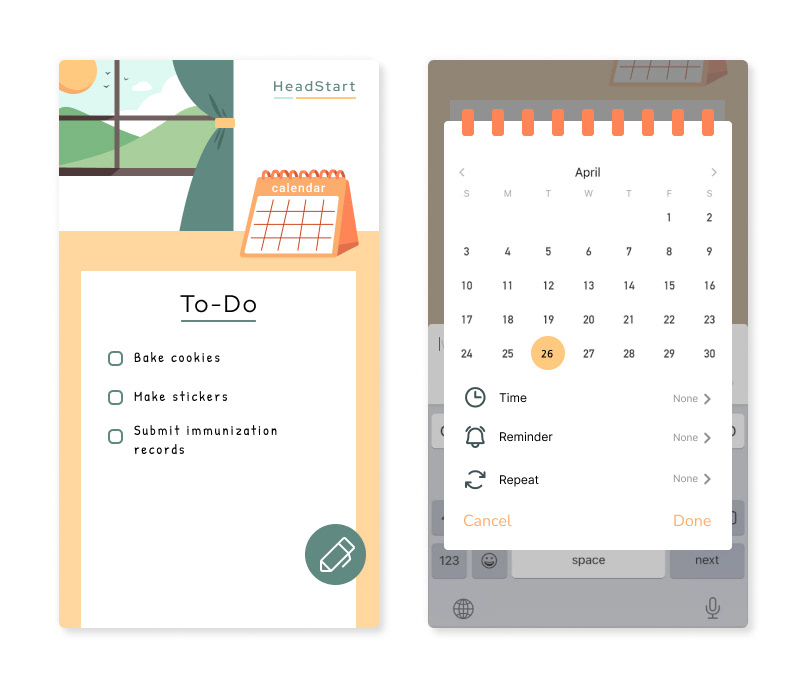 HeadStart
calendar
To-Do
Bake cookies
Make stickers
Submit immunization
records
April
S M T W T F S
1 2
3 4 5 6 7 8 9
10 11 12 13 14 15 16
17 18 19 20 21 22 23
24 25 26 27 28 29 30
Time None
Reminder None
Repeat None
Cancel Done
123 space next